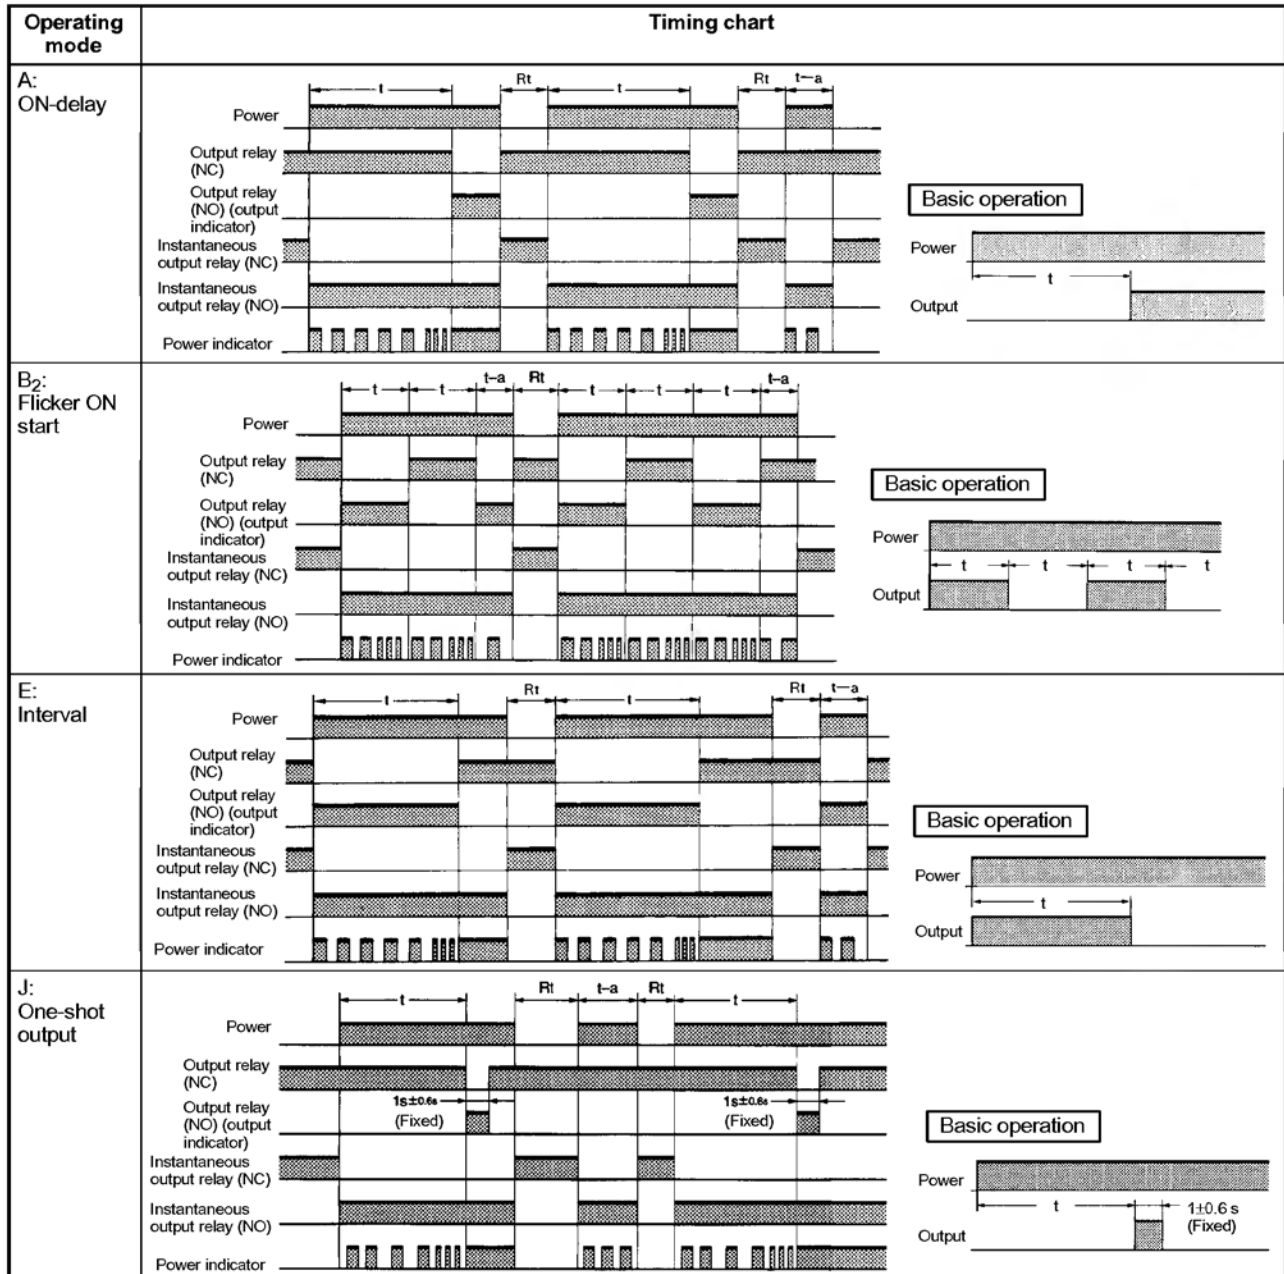 Operating mode
Timing chart
A:
ON-delay
t
Rt
t
Rt
t–a
Power
Output relay
(NC)
Output relay
(NO) (output
indicator)
Instantaneous
output relay (NC)
Instantaneous
output relay (NO)
Power indicator
Basic operation
Power
t
Output
B2:
Flicker ON
start
t
t
t–a
Rt
t
t
t
t–a
Power
Output relay
(NC)
Output relay
(NO) (output
indicator)
Instantaneous
output relay (NC)
Instantaneous
output relay (NO)
Power indicator
Basic operation
Power
t
t
t
t
Output
E:
Interval
t
Rt
t
Rt
t–a
Power
Output relay
(NC)
Output relay
(NO) (output
indicator)
Instantaneous
output relay (NC)
Instantaneous
output relay (NO)
Power indicator
Basic operation
Power
t
Output
J:
One-shot
output
t
Rt
t–a
Rt
t
Power
Output relay
(NC)
1s±0.6s
(Fixed)
1s±0.6s
(Fixed)
Output relay
(NO) (output
indicator)
Instantaneous
output relay (NC)
Instantaneous
output relay (NO)
Power indicator
Basic operation
Power
t
1±0.6 s
(Fixed)
Output